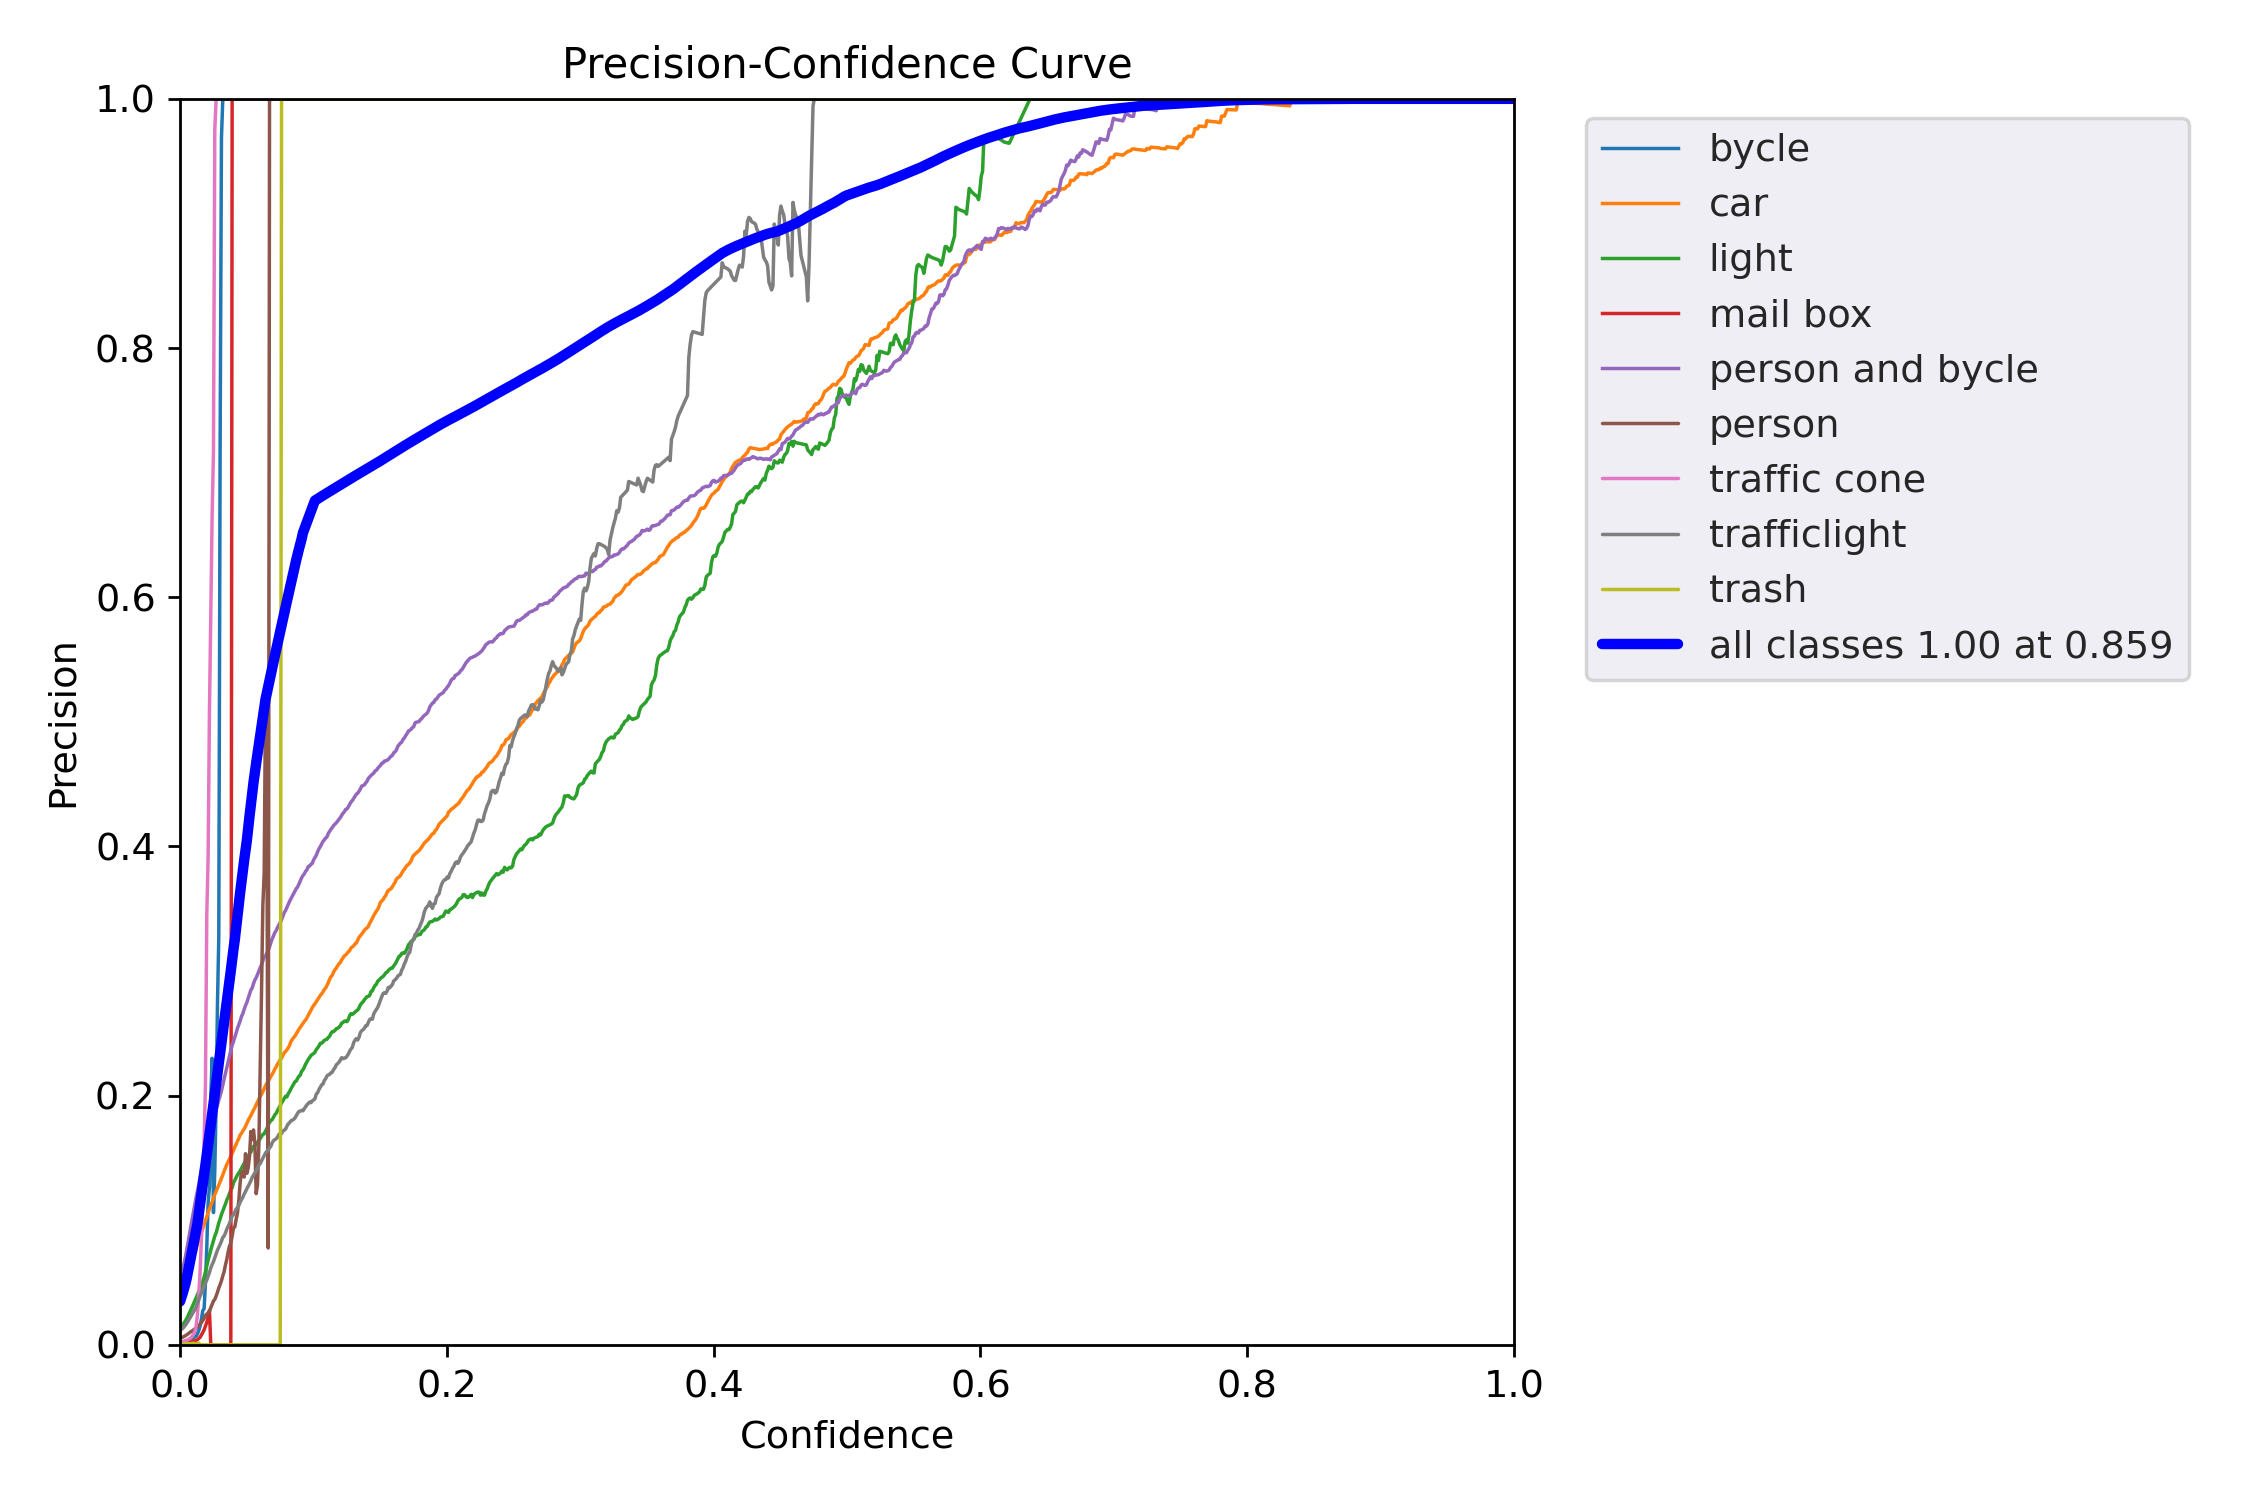 Precision-Confidence Curve
1.0
0.8
0.6
0.4
0.2
0.0
Precision
0.0 0.2 0.4 0.6 0.8 1.0
Confidence
bycle
car
light
mail box
person and bycle
person
traffic cone
trafficlight
trash
all classes 1.00 at 0.859